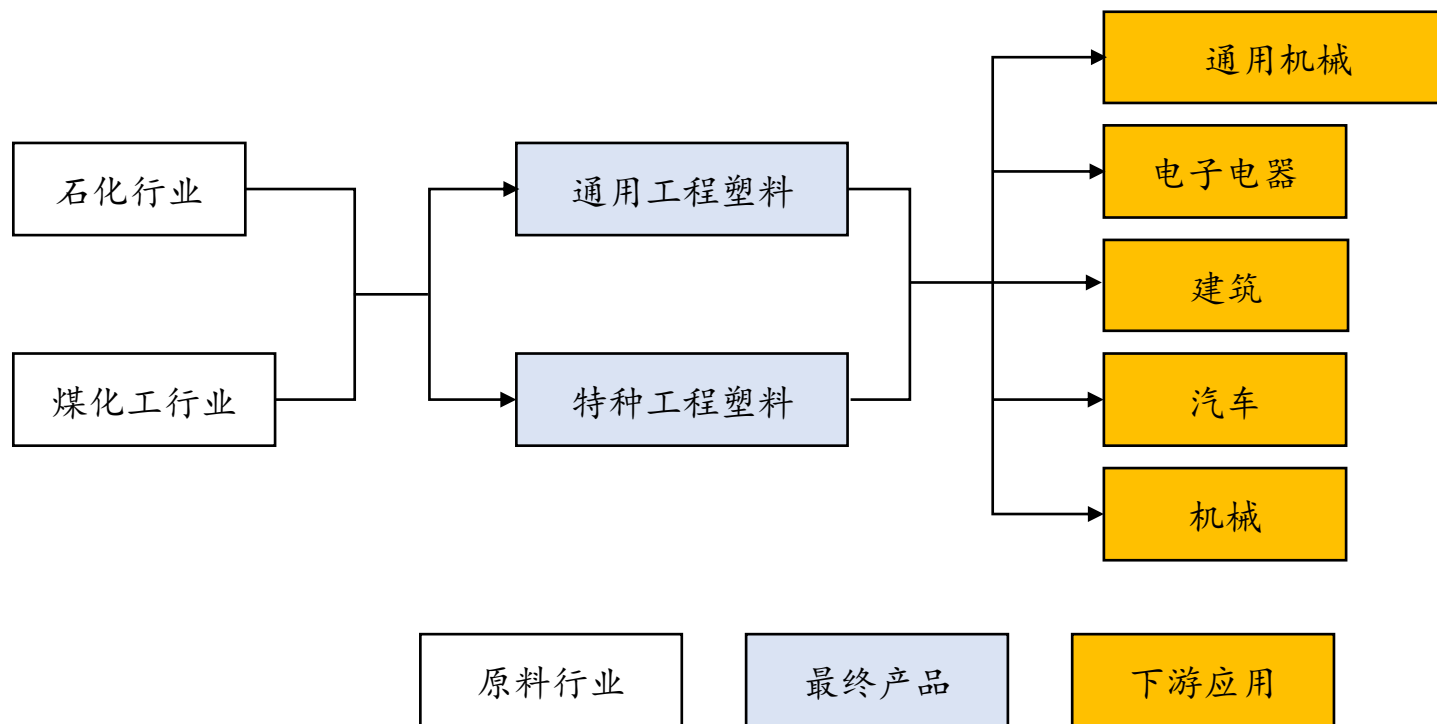 石化行业
煤化工行业
通用工程塑料
特种工程塑料
通用机械
电子电器
建筑
汽车
机械
原料行业
最终产品
下游应用